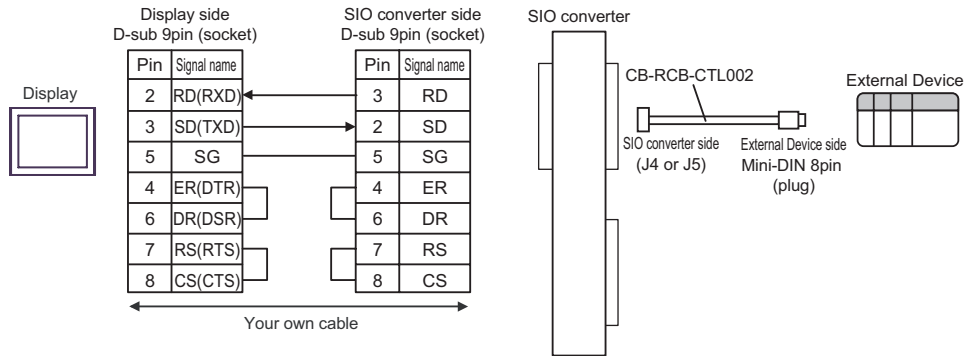 Display side
D-sub 9pin (socket)
SIO converter side
D-sub 9pin (socket)
SIO converter
Display
Pin Signal name
2 RD(RXD)
3 SD(TXD)
5 SG
4 ER(DTR)
6 DR(DSR)
7 RS(RTS)
8 CS(CTS)
Pin Signal name
3 RD
2 SD
5 SG
4 ER
6 DR
7 RS
8 CS
Your own cable
CB-RCB-CTL002
SIO converter side
(J4 or J5)
External Device side
Mini-DIN 8pin
(plug)
External Device